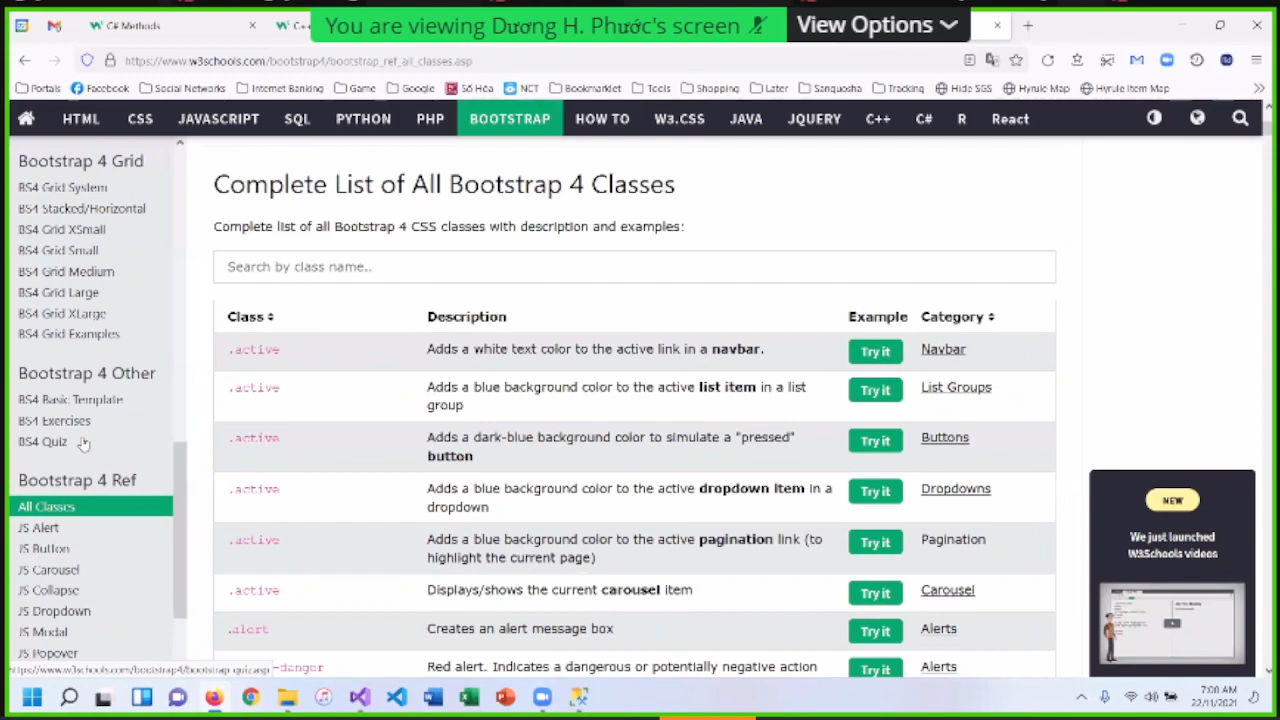 You are viewing Dương H. Phước's screen
View Options
C# Methods
C+
https://www.w3schools.com/bootstrap4/bootstrap_ref_all_classes.asp
Portals Facebook Social Networks Internet Banking Game Google Số Hóa NCT Bookmarklet Tools Shopping Later Sanguosha Tracking Hide SGS Hyrule Map Hyrule Item Map
HTML CSS JAVASCRIPT SQL PYTHON PHP BOOTSTRAP HOW TO W3.CSS JAVA JQUERY C++ C# R React
Bootstrap 4 Grid
BS4 Grid System
BS4 Stacked/Horizontal
BS4 Grid XSmall
BS4 Grid Small
BS4 Grid Medium
BS4 Grid Large
BS4 Grid XLarge
BS4 Grid Examples
Bootstrap 4 Other
BS4 Basic Template
BS4 Exercises
BS4 Quiz
Bootstrap 4 Ref
All Classes
JS Alert
JS Button
JS Carousel
JS Collapse
JS Dropdown
JS Modal
JS Popover
https://www.w3schools.com/bootstrap4/bootstrap_quiz.asp
Complete List of All Bootstrap 4 Classes
Complete list of all Bootstrap 4 CSS classes with description and examples:
Search by class name..
Class Description Example Category
.active Adds a white text color to the active link in a navbar. Try it Navbar
.active Adds a blue background color to the active list item in a list Try it List Groups
group
.active Adds a dark-blue background color to simulate a "pressed" Try it Buttons
button
.active Adds a blue background color to the active dropdown item in a Try it Dropdowns
dropdown
.active Adds a blue background color to the active pagination link (to Try it Pagination
highlight the current page)
.active Displays/shows the current carousel item Try it Carousel
.alert Creates an alert message box Try it Alerts
-danger Red alert. Indicates a dangerous or potentially negative action Try it Alerts
NEW
We just launched
W3Schools videos
7:00 AM
22/11/2021